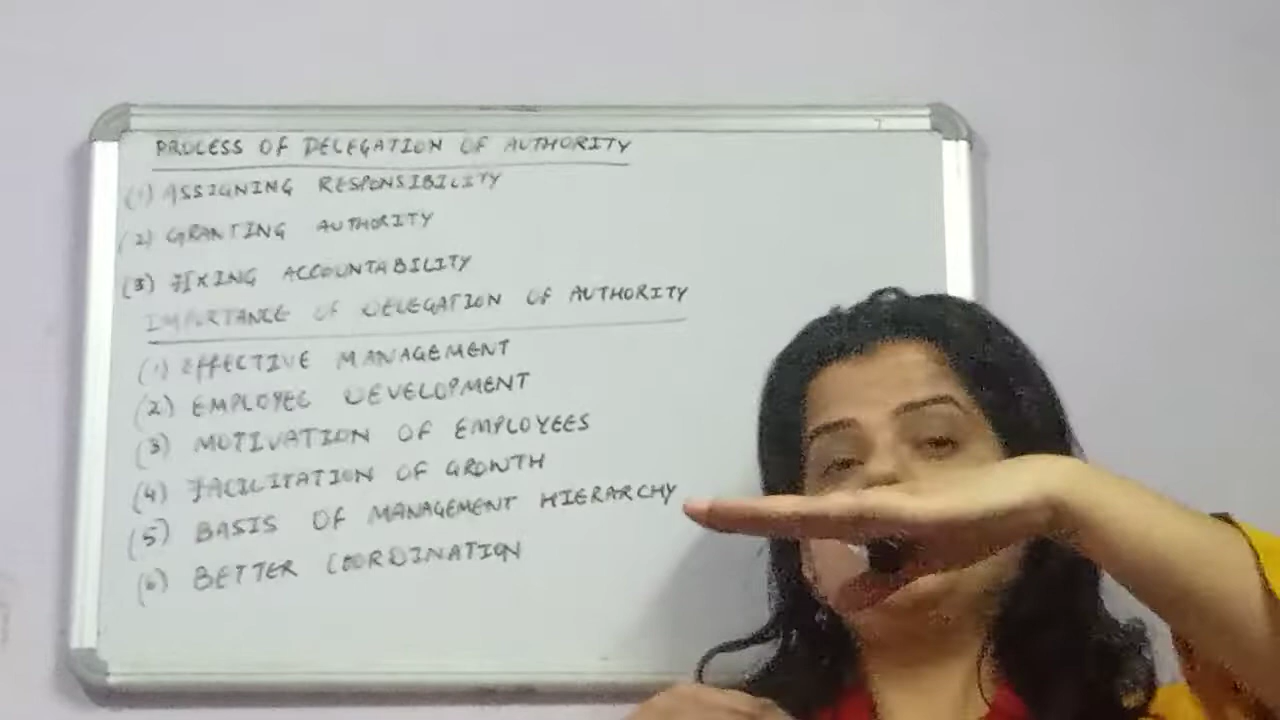 PROCESS OF DELEGATION OF AUTHORITY
(1) ASSIGNING RESPONSIBILITY
(2) GRANTING AUTHORITY
(3) FIXING ACCOUNTABILITY
IMPORTANCE OF DELEGATION OF AUTHORITY
(1) EFFECTIVE MANAGEMENT
(2) EMPLOYEE DEVELOPMENT
(3) MOTIVATION OF EMPLOYEES
(4) FACILITATION OF GROWTH
(5) BASIS OF MANAGEMENT HIERARCHY
(6) BETTER COORDINATION